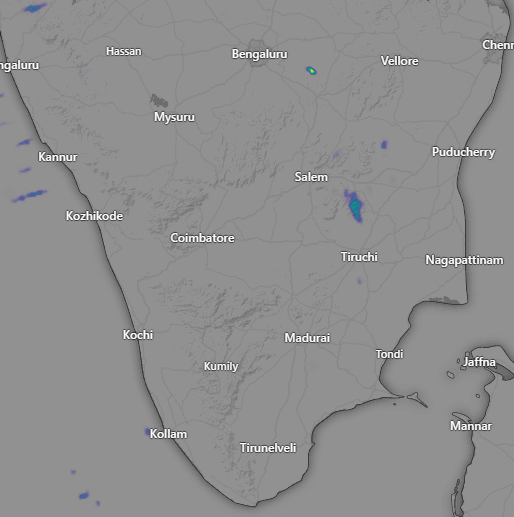 Hassan
Bengaluru
Chenn
ngaluru
Vellore
Mysuru
Kannur
Puducherry
Salem
Kozhikode
Coimbatore
Tiruchi
Nagapattinam
Kochi
Madurai
Tondi
Kumily
Jaffna
Kollam
Mannar
Tirunelveli